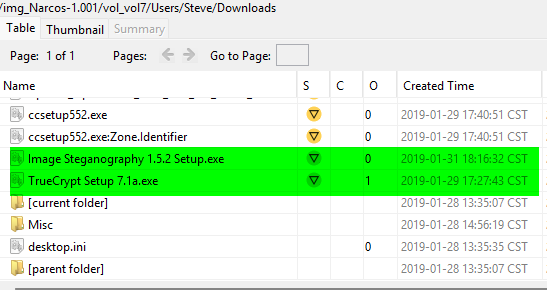 /img_Narcos-1.001/vol_vol7/Users/Steve/Downloads
Table Thumbnail Summary
Page: 1 of 1 Pages: Go to Page:
Name S C O Created Time
ccsetup552.exe 0 2019-01-29 17:40:51 CST
ccsetup552.exe:Zone.Identifier 0 2019-01-29 17:40:51 CST
Image Steganography 1.5.2 Setup.exe 0 2019-01-31 18:16:32 CST
TrueCrypt Setup 7.1a.exe 1 2019-01-29 17:27:43 CST
[current folder] 2019-01-28 13:35:07 CST
Misc 2019-01-28 14:56:19 CST
desktop.ini 0 2019-01-28 13:35:35 CST
[parent folder] 2019-01-28 13:35:07 CST